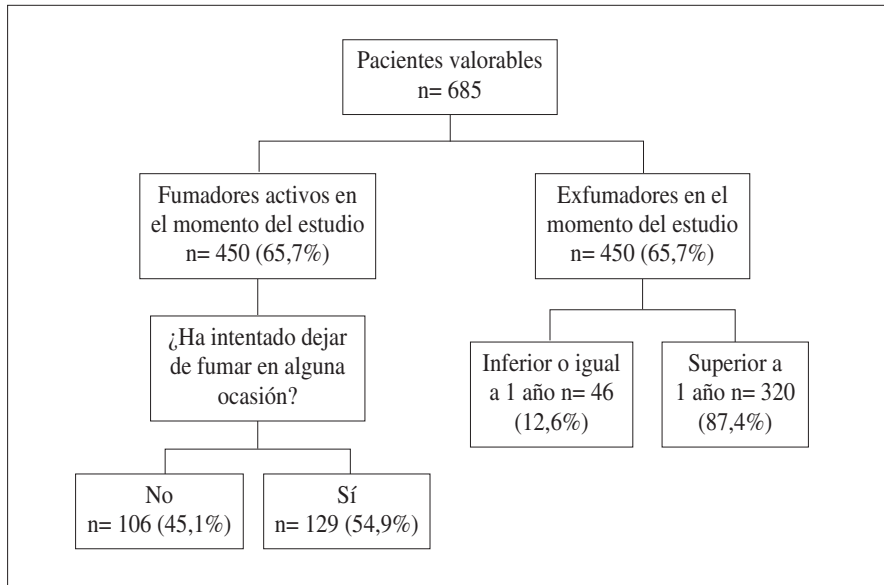 Pacientes valorables
n= 685
Fumadores activos en
el momento del estudio
n= 450 (65,7%)
Exfumadores en el
momento del estudio
n= 450 (65,7%)
¿Ha intentado dejar
de fumar en alguna
ocasión?
Inferior o igual
a 1 año n= 46
(12,6%)
Superior a
1 año n= 320
(87,4%)
No
n= 106 (45,1%)
Sí
n= 129 (54,9%)